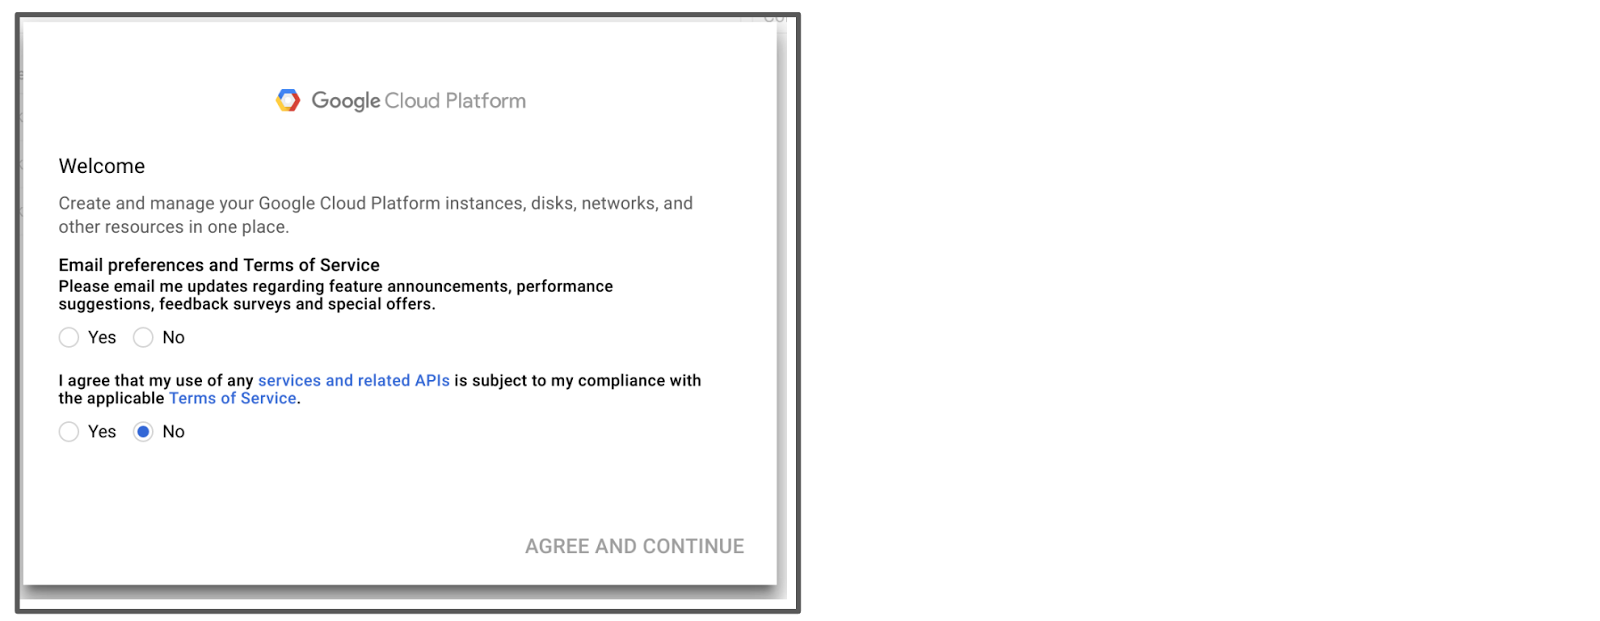 Google Cloud Platform
Welcome
Create and manage your Google Cloud Platform instances, disks, networks, and
other resources in one place.
Email preferences and Terms of Service
Please email me updates regarding feature announcements, performance
suggestions, feedback surveys and special offers.
Yes No
I agree that my use of any services and related APIs is subject to my compliance with
the applicable Terms of Service.
Yes No
AGREE AND CONTINUE